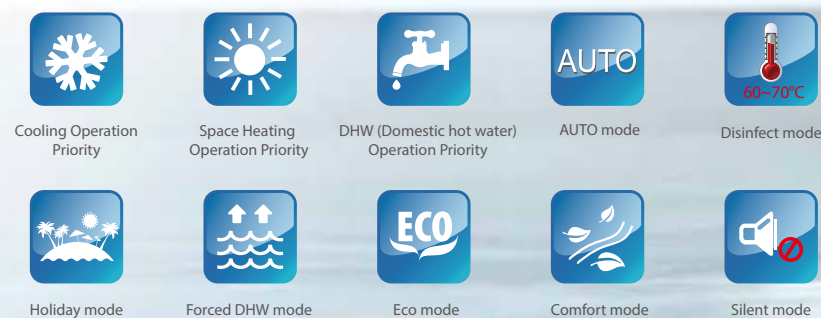 AUTO
60~70°C
Cooling Operation
Priority
Space Heating
Operation Priority
DHW (Domestic hot water)
Operation Priority
AUTO mode
Disinfect mode
ECO
Holiday mode
Forced DHW mode
Eco mode
Comfort mode
Silent mode